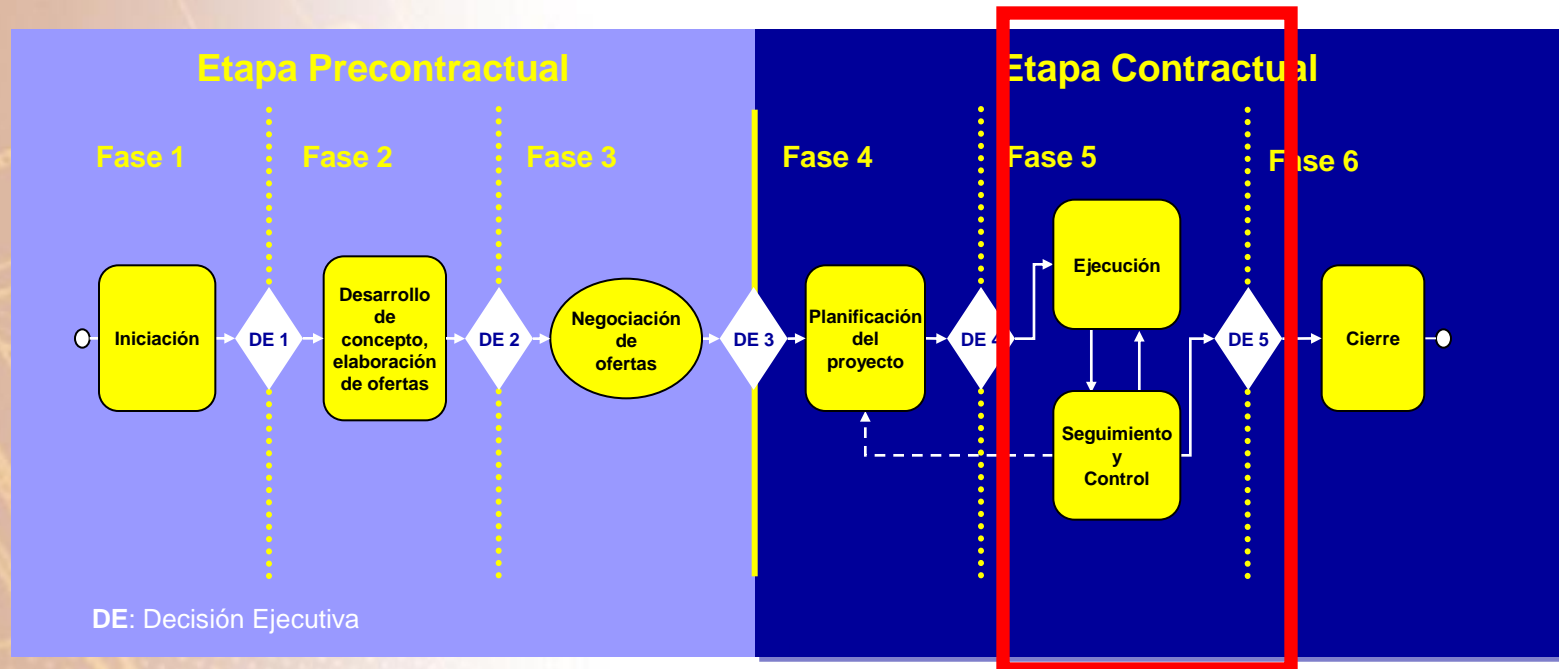 Etapa Precontractual
Etapa Contractual
Fase 1
Fase 2
Fase 3
Fase 4
Fase 5
Fase 6
Iniciación
DE 1
Desarrollo
de
concepto,
elaboración
de ofertas
DE 2
Negociación
de
ofertas
DE 3
Planificación
del
proyecto
DE 4
Ejecución
Seguimiento
y
Control
DE 5
Cierre
DE: Decisión Ejecutiva